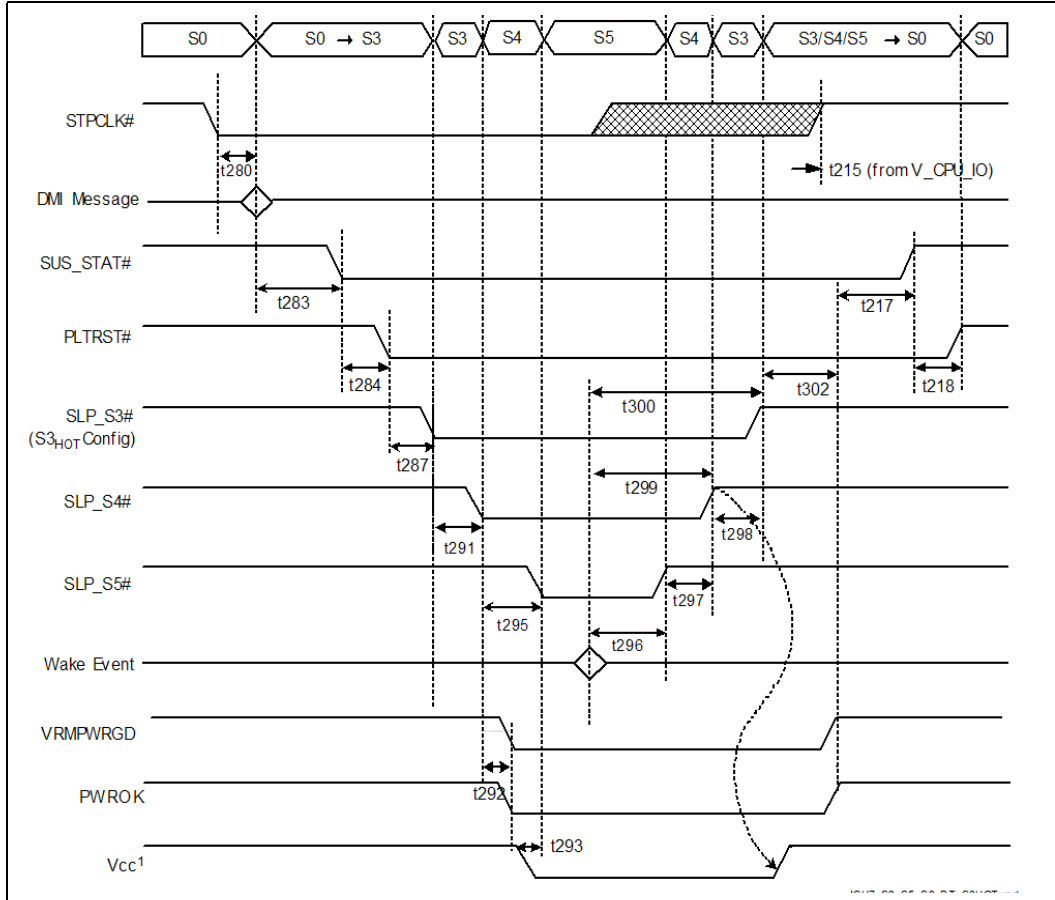 S0 S0 → S3 S3 S4 S5 S4 S3 S3/S4/S5 → S0 S0
STPCLK#
t280
t215 (from V_CPU_IO)
DMI Message
SUS_STAT#
t283
t217
PLTRST#
t284
t302
t218
t300
SLP_S3#
(S3HOT Config)
t287
t299
SLP_S4#
t291
t298
SLP_S5#
t295
t297
t296
Wake Event
VRMPWRGD
t292
PWROK
t293
Vcc1